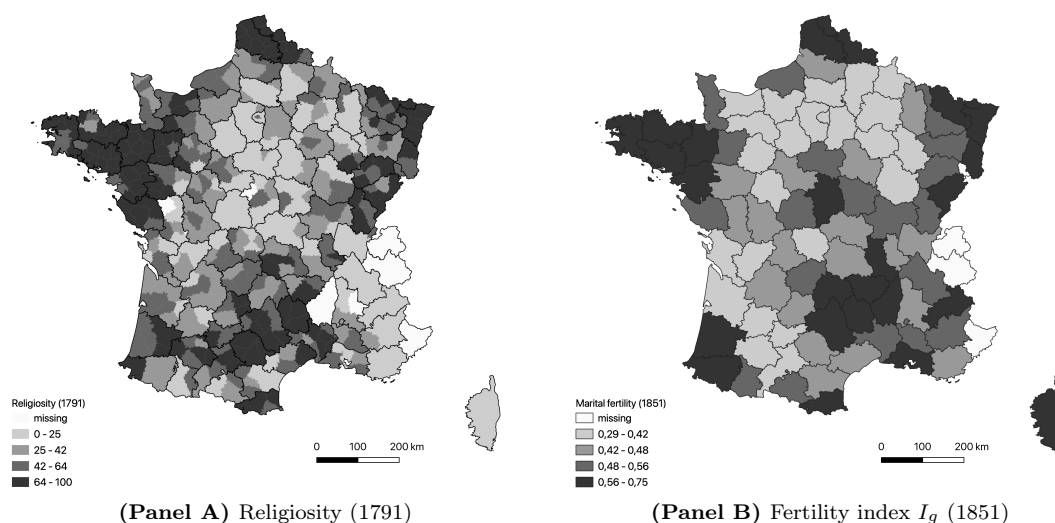 Religiosity (1791)
missing
0 - 25
25 - 42
42 - 64
64 - 100
0 100 200 km
(Panel A) Religiosity (1791)
Marital fertility (1851)
missing
0,29 - 0,42
0,42 - 0,48
0,48 - 0,56
0,56 - 0,75
0 100 200 km
(Panel B) Fertility index Ig (1851)